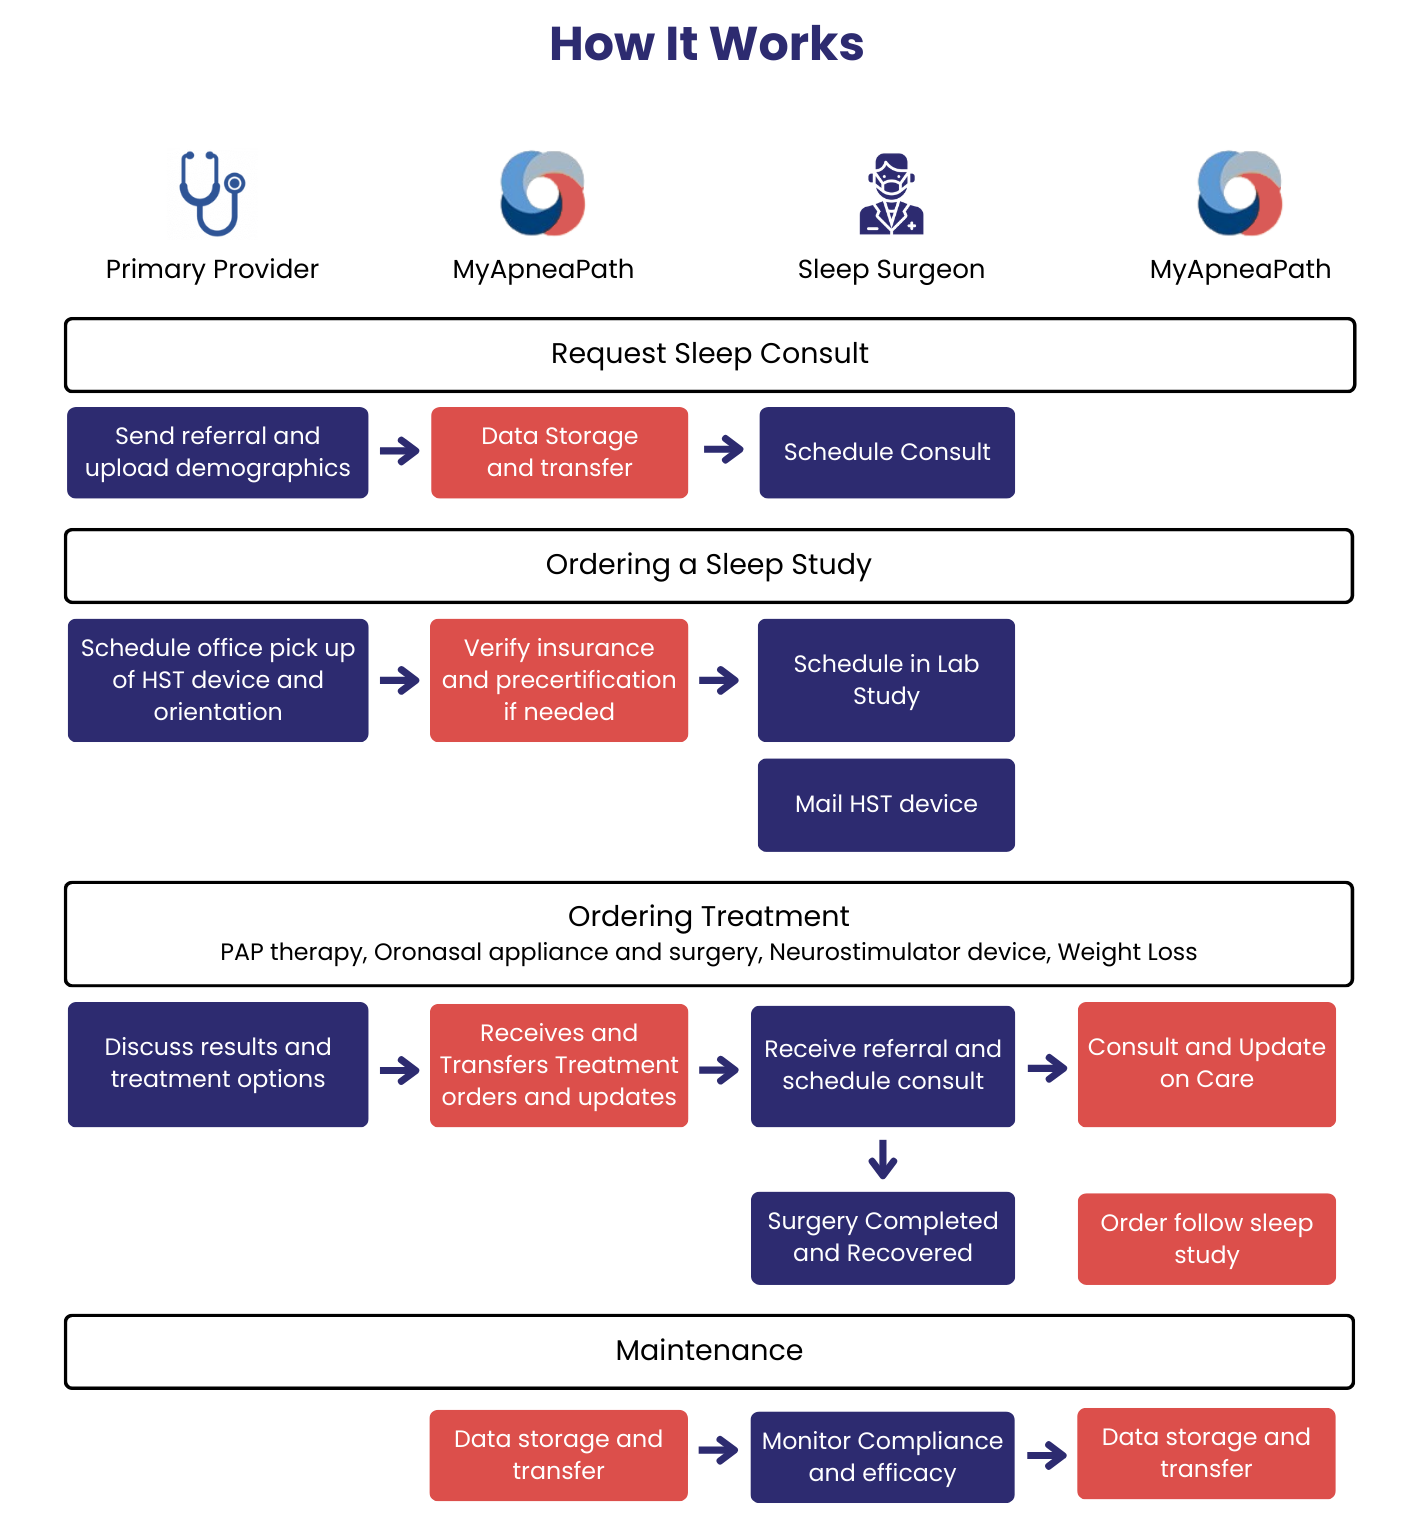 How It Works
Primary Provider
MyApneaPath
Sleep Surgeon
MyApneaPath
Request Sleep Consult
Send referral and
upload demographics
Data Storage
and transfer
Schedule Consult
Ordering a Sleep Study
Schedule office pick up
of HST device and
orientation
Verify insurance
and precertification
if needed
Schedule in Lab
Study
Mail HST device
Ordering Treatment
PAP therapy, Oronasal appliance and surgery, Neurostimulator device, Weight Loss
Discuss results and
treatment options
Receives and
Transfers Treatment
orders and updates
Receive referral and
schedule consult
Consult and Update
on Care
Surgery Completed
and Recovered
Order follow sleep
study
Maintenance
Data storage and
transfer
Monitor Compliance
and efficacy
Data storage and
transfer